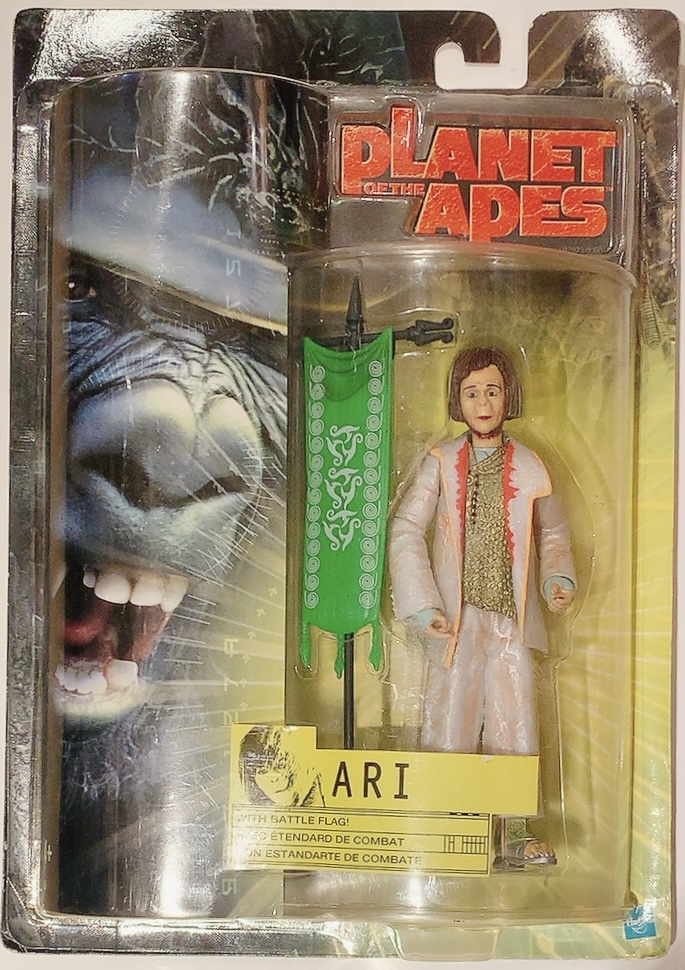 PLANET
OF THE
APES
ARI
WITH BATTLE FLAG!
ÉTENDARD DE COMBAT
ESTANDARTE DE COMBATE